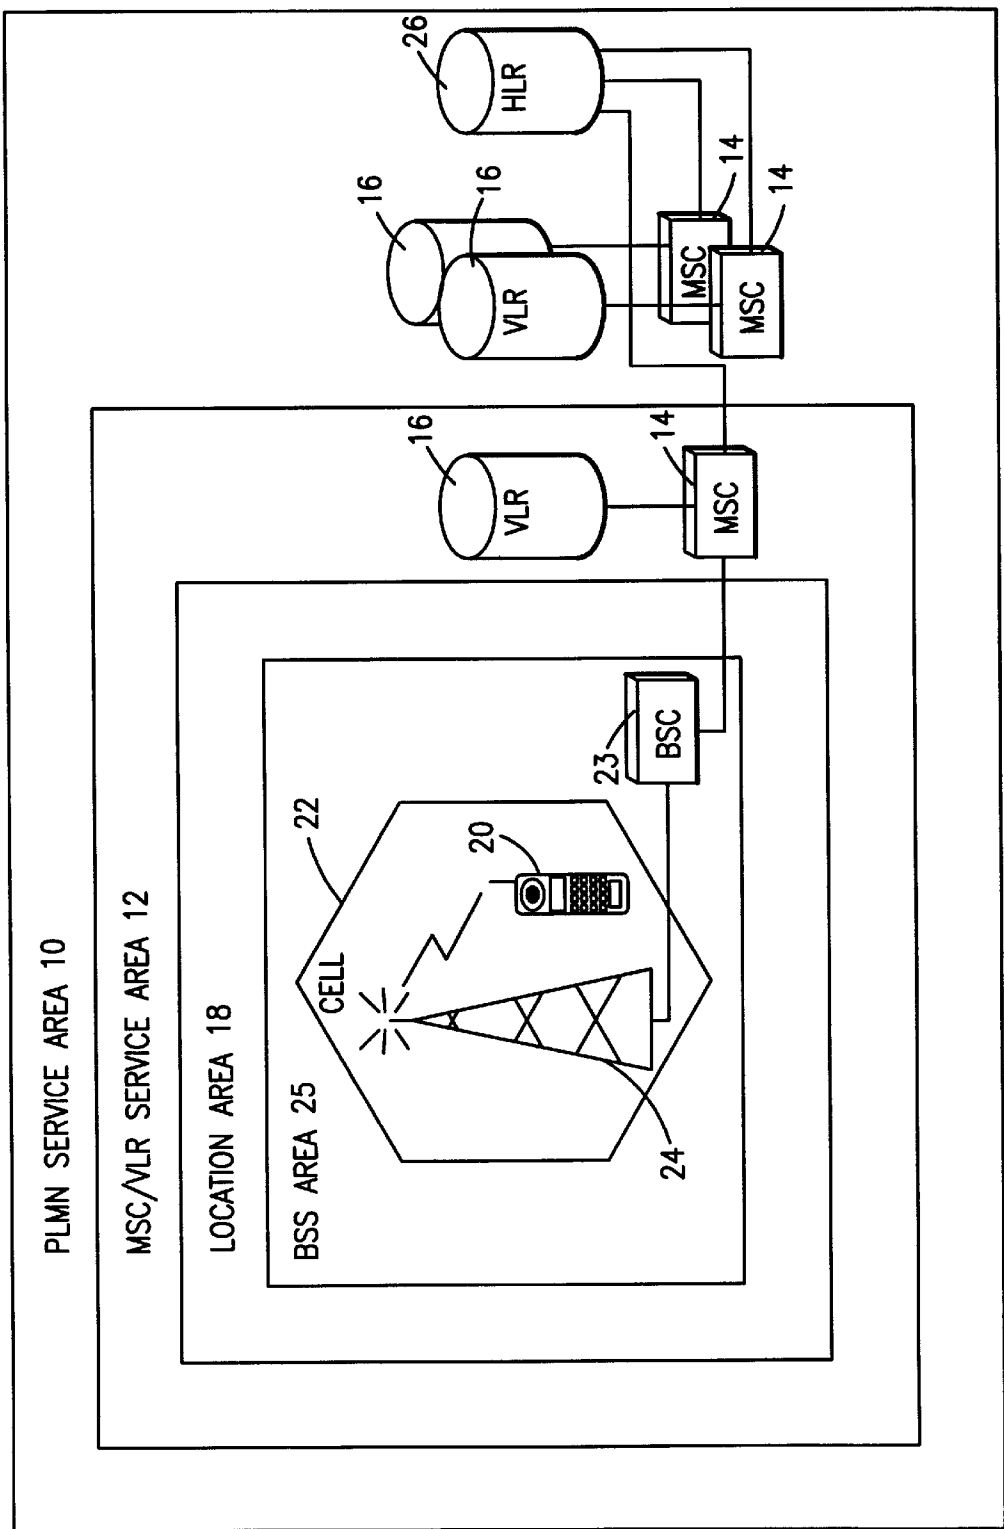 PLMN SERVICE AREA 10
MSC/VLR SERVICE AREA 12
LOCATION AREA 18
BSS AREA 25
CELL
22
20
24
23
BSC
16
VLR
14
MSC
16
16
VLR
26
HLR
14
MSC
14
MSC